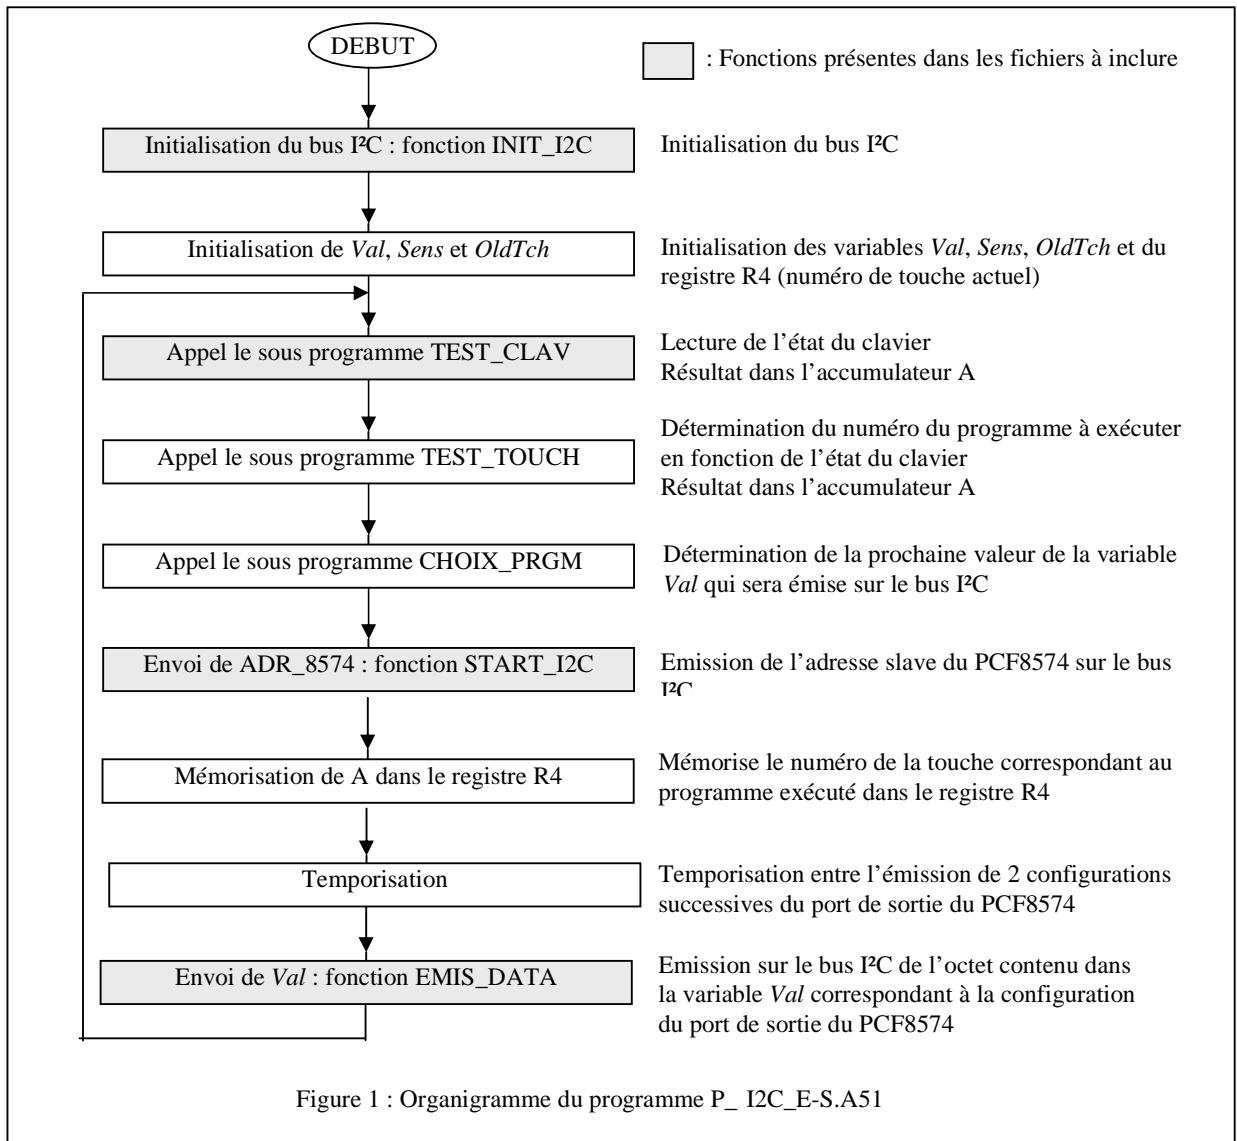 DEBUT
: Fonctions présentes dans les fichiers à inclure
Initialisation du bus I²C : fonction INIT_I2C
Initialisation du bus I²C
Initialisation de Val, Sens et OldTch
Initialisation des variables Val, Sens, OldTch et du
registre R4 (numéro de touche actuel)
Appel le sous programme TEST_CLAV
Lecture de l’état du clavier
Résultat dans l’accumulateur A
Appel le sous programme TEST_TOUCH
Détermination du numéro du programme à exécuter
en fonction de l’état du clavier
Résultat dans l’accumulateur A
Appel le sous programme CHOIX_PRGM
Détermination de la prochaine valeur de la variable
Val qui sera émise sur le bus I²C
Envoi de ADR_8574 : fonction START_I2C
Emission de l’adresse slave du PCF8574 sur le bus
I²C
Mémorisation de A dans le registre R4
Mémorise le numéro de la touche correspondant au
programme exécuté dans le registre R4
Temporisation
Temporisation entre l’émission de 2 configurations
successives du port de sortie du PCF8574
Envoi de Val : fonction EMIS_DATA
Emission sur le bus I²C de l’octet contenu dans
la variable Val correspondant à la configuration
du port de sortie du PCF8574
Figure 1 : Organigramme du programme P_ I2C_E-S.A51